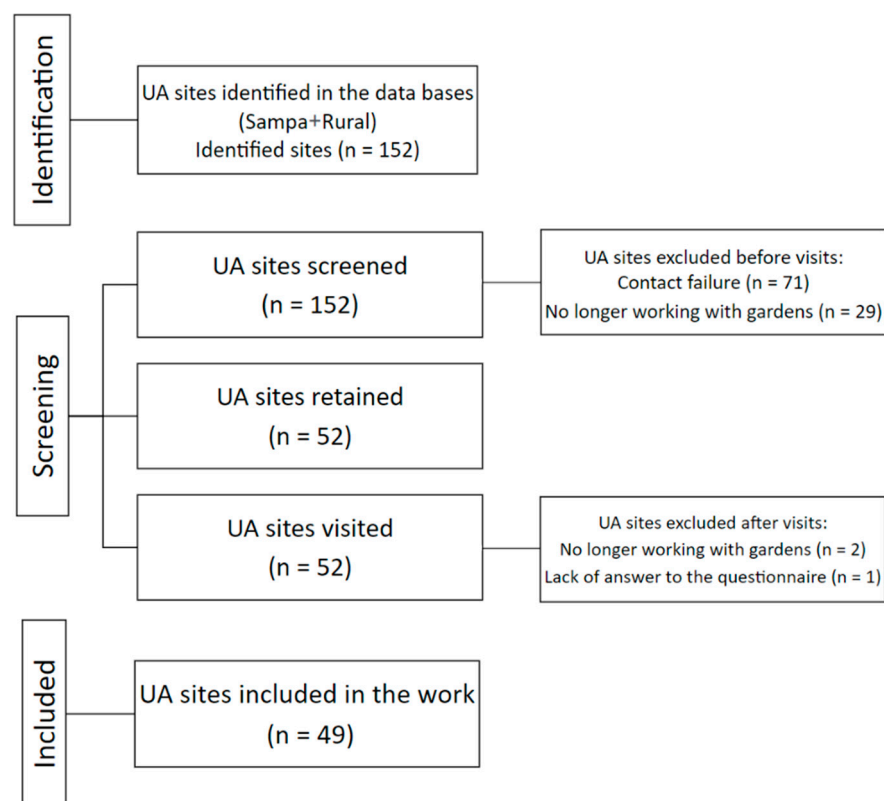 Identification
UA sites identified in the data bases
(Sampa+Rural)
Identified sites (n = 152)
Screening
UA sites screened
(n = 152)
UA sites excluded before visits:
Contact failure (n = 71)
No longer working with gardens (n = 29)
UA sites retained
(n = 52)
UA sites visited
(n = 52)
UA sites excluded after visits:
No longer working with gardens (n = 2)
Lack of answer to the questionnaire (n = 1)
Included
UA sites included in the work
(n = 49)